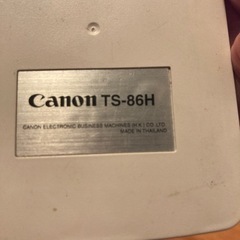 Canon TS-86H
CANON ELECTRONIC BUSINESS MACHINES (H.K.) CO. LTD.
MADE IN THAILAND